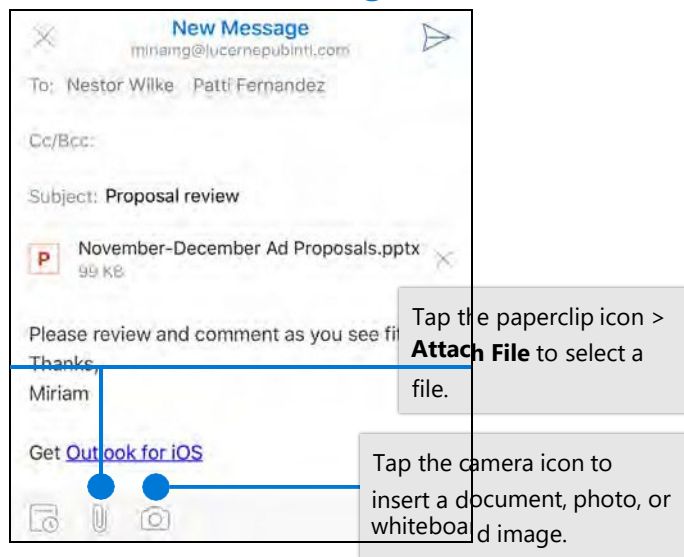 New Message
miriamg@lucernepubintl.com
To: Nestor Wilke Patti Fernandez
Cc/Bcc:
Subject: Proposal review
P
November-December Ad Proposals.pptx
99 KB
Please review and comment as you see fit
Thanks,
Miriam
Get Outlook for iOS
Tap the paperclip icon >
Attach File to select a
file.
Tap the camera icon to
insert a document, photo, or
whiteboard image.